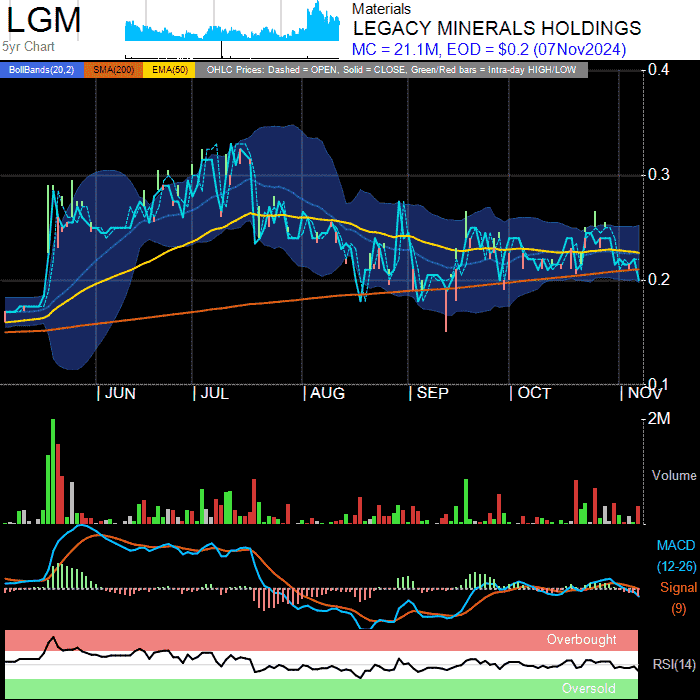 LGM
5yr Chart
Materials
LEGACY MINERALS HOLDINGS
MC = 21.1M, EOD = $0.2 (07Nov2024)
BollBands(20,2) SMA(200) EMA(50) OHLC Prices: Dashed = OPEN, Solid = CLOSE, Green/Red bars = Intra-day HIGH/LOW
0.4
0.3
0.2
0.1
JUN JUL AUG SEP OCT NOV
2M
Volume
MACD
(12-26)
Signal
(9)
Overbought
RSI(14)
Oversold